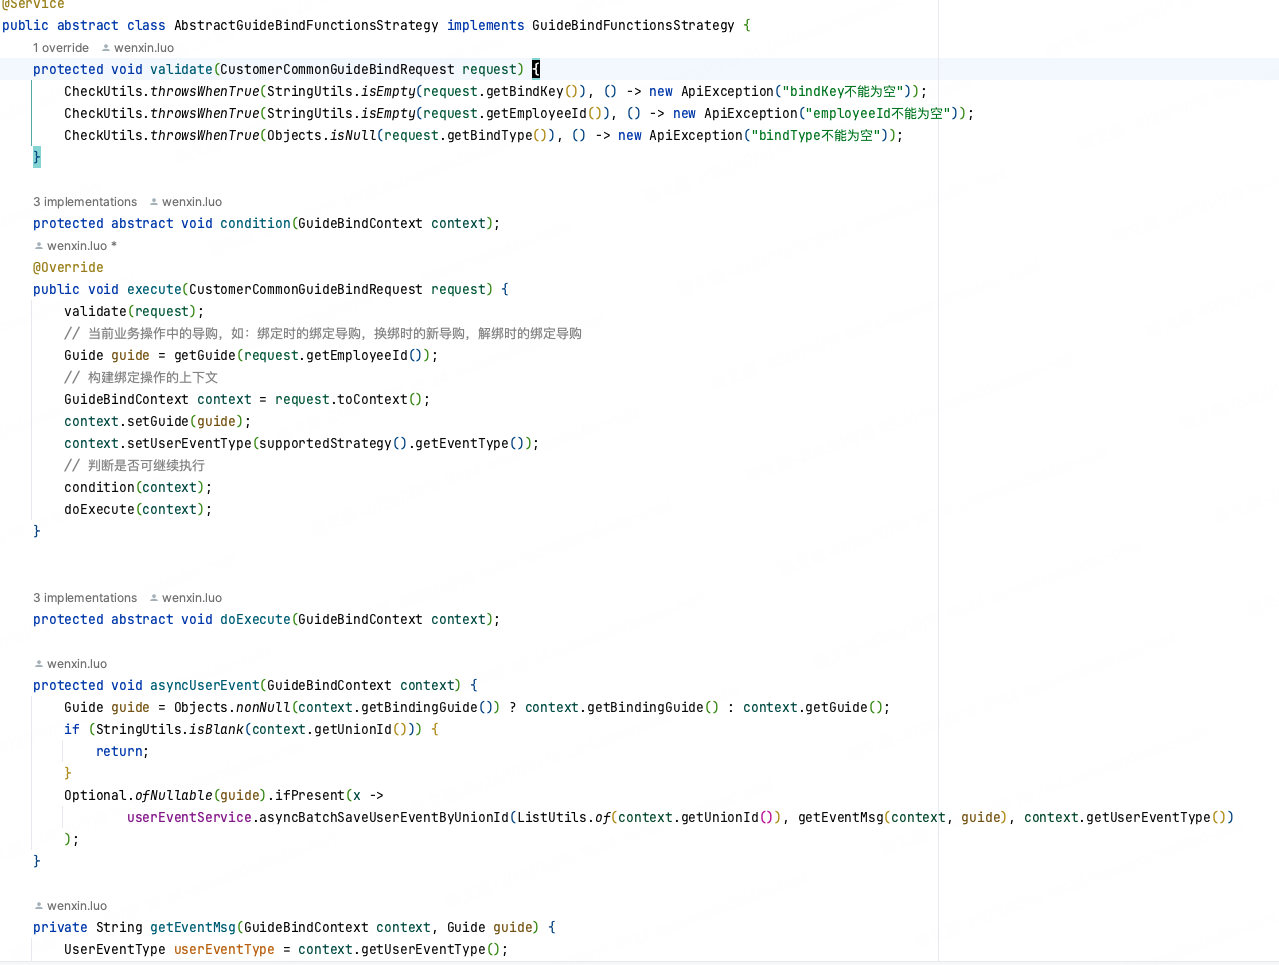 @Service
public abstract class AbstractGuideBindFunctionsStrategy implements GuideBindFunctionsStrategy {
1 override wenxin.luo
protected void validate(CustomerCommonGuideBindRequest request) {
CheckUtils.throwsWhenTrue(StringUtils.isEmpty(request.getBindKey()), () -> new ApiException("bindKey不能为空"));
CheckUtils.throwsWhenTrue(StringUtils.isEmpty(request.getEmployeeId()), () -> new ApiException("employeeId不能为空"));
CheckUtils.throwsWhenTrue(Objects.isNull(request.getBindType()), () -> new ApiException("bindType不能为空"));
}
3 implementations wenxin.luo
protected abstract void condition(GuideBindContext context);
wenxin.luo *
@Override
public void execute(CustomerCommonGuideBindRequest request) {
validate(request);
// 当前业务操作中的导购，如：绑定时的绑定导购，换绑时的新导购，解绑时的绑定导购
Guide guide = getGuide(request.getEmployeeId());
// 构建绑定操作的上下文
GuideBindContext context = request.toContext();
context.setGuide(guide);
context.setUserEventType(supportedStrategy().getEventType());
// 判断是否可继续执行
condition(context);
doExecute(context);
}
3 implementations wenxin.luo
protected abstract void doExecute(GuideBindContext context);
wenxin.luo
protected void asyncUserEvent(GuideBindContext context) {
Guide guide = Objects.nonNull(context.getBindingGuide()) ? context.getBindingGuide() : context.getGuide();
if (StringUtils.isBlank(context.getUnionId())) {
return;
}
Optional.ofNullable(guide).ifPresent(x ->
userEventService.asyncBatchSaveUserEventByUnionId(ListUtils.of(context.getUnionId()), getEventMsg(context, guide), context.getUserEventType())
);
}
wenxin.luo
private String getEventMsg(GuideBindContext context, Guide guide) {
UserEventType userEventType = context.getUserEventType();